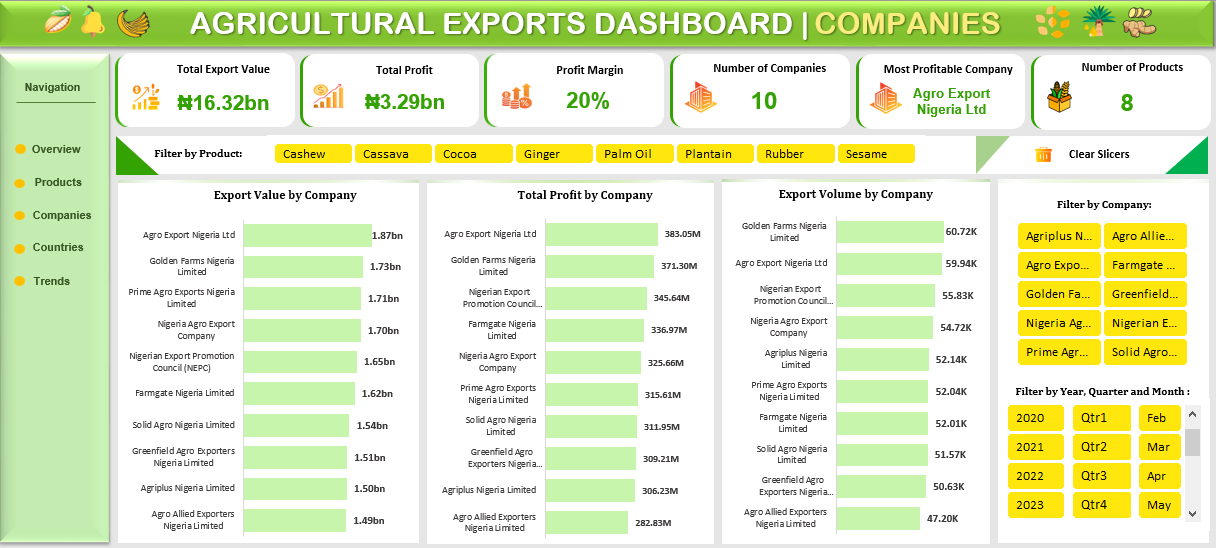 AGRICULTURAL EXPORTS DASHBOARD | COMPANIES
Navigation
Overview
Products
Companies
Countries
Trends
Total Export Value
₦16.32bn
Total Profit
₦3.29bn
Profit Margin
20%
Number of Companies
10
Most Profitable Company
Agro Export
Nigeria Ltd
Number of Products
8
Filter by Product:
Cashew
Cassava
Cocoa
Ginger
Palm Oil
Plantain
Rubber
Sesame
Clear Slicers
Export Value by Company
Agro Export Nigeria Ltd
1.87bn
Golden Farms Nigeria
Limited
1.73bn
Prime Agro Exports Nigeria
Limited
1.71bn
Nigeria Agro Export
Company
1.70bn
Nigerian Export Promotion
Council (NEPC)
1.65bn
Farmgate Nigeria Limited
1.62bn
Solid Agro Nigeria Limited
1.54bn
Greenfield Agro Exporters
Nigeria Limited
1.51bn
Agriplus Nigeria Limited
1.50bn
Agro Allied Exporters
Nigeria Limited
1.49bn
Total Profit by Company
Agro Export Nigeria Ltd
383.05M
Golden Farms Nigeria
Limited
371.30M
Nigerian Export
Promotion Council...
345.64M
Farmgate Nigeria
Limited
336.97M
Nigeria Agro Export
Company
325.66M
Prime Agro Exports
Nigeria Limited
315.61M
Solid Agro Nigeria
Limited
311.95M
Greenfield Agro
Exporters Nigeria...
309.21M
Agriplus Nigeria Limited
306.23M
Agro Allied Exporters
Nigeria Limited
282.83M
Export Volume by Company
Golden Farms Nigeria
Limited
60.72K
Agro Export Nigeria Ltd
59.94K
Nigerian Export
Promotion Council...
55.83K
Nigeria Agro Export
Company
54.72K
Agriplus Nigeria
Limited
52.14K
Prime Agro Exports
Nigeria Limited
52.04K
Farmgate Nigeria
Limited
52.01K
Solid Agro Nigeria
Limited
51.57K
Greenfield Agro
Exporters Nigeria...
50.63K
Agro Allied Exporters
Nigeria Limited
47.20K
Filter by Company:
Agriplus N...
Agro Allie...
Agro Expo...
Farmgate ...
Golden Fa...
Greenfield...
Nigeria Ag...
Nigerian E...
Prime Agr...
Solid Agro...
Filter by Year, Quarter and Month :
2020
Qtr1
Feb
2021
Qtr2
Mar
2022
Qtr3
Apr
2023
Qtr4
May